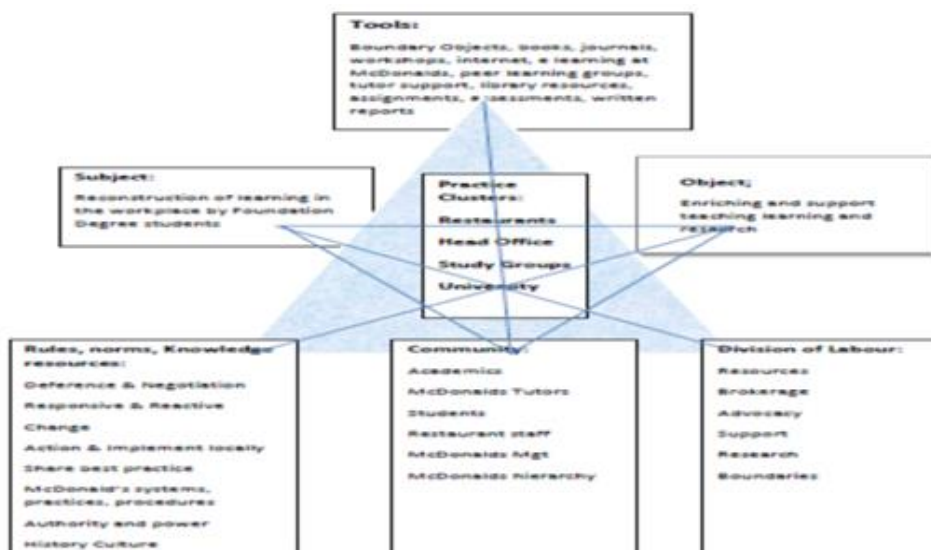 Tools:
Boundary Objects, books, journals,
workshops, internet, e learning at
McDonalds, peer learning groups,
tutor support, library resources,
assignments, e assessments, written
reports
Subject:
Reconstruction of learning in
the workplace by Foundation
Degree students
Practice
Clusters:
Restaurants
Head Office
Study Groups
University
Object;
Enriching and support
teaching learning and
research
Rules, norms, Knowledge
resources:
Deference & Negotiation
Responsive & Reactive
Change
Action & Implement locally
Share best practice
McDonald's systems,
practices, procedures
Authority and power
History Culture
Community:
Academics
McDonalds Tutors
Students
Restaurant staff
McDonalds Mgt
McDonalds hierarchy
Division of Labour:
Resources
Brokerage
Advocacy
Support
Research
Boundaries